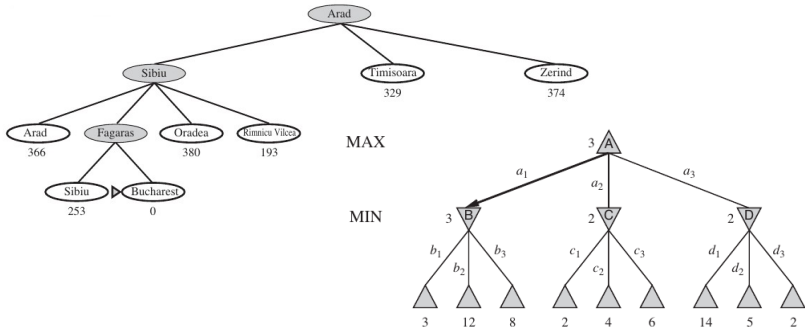 Arad
Sibiu Timisoara Zerind
329 374
Arad Fagaras Oradea Rimnicu Vilcea
366 380 193
Sibiu Bucharest
253 0
MAX 3 A
a1 a2 a3
MIN 3 B 2 C 2 D
b1 b2 b3 c1 c2 c3 d1 d2 d3
3 12 8 2 4 6 14 5 2